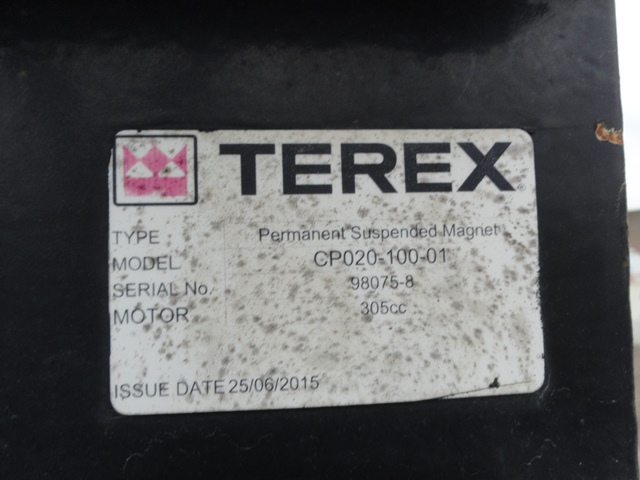 TEREX®
TYPE Permanent Suspended Magnet
MODEL CP020-100-01
SERIAL No. 98075-8
MOTOR 305cc
ISSUE DATE 25/06/2015